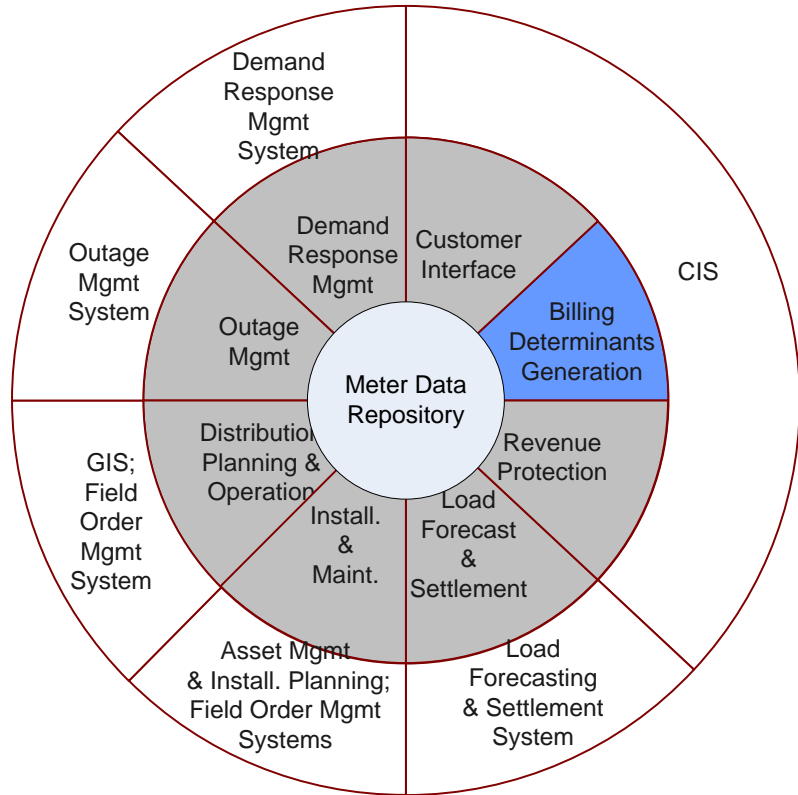 Demand
Response
Mgmt
System
Outage
Mgmt
System
CIS
Demand
Response
Mgmt
Customer
Interface
Outage
Mgmt
Billing
Determinants
Generation
Meter Data
Repository
Distribution
Planning &
Operation
Revenue
Protection
GIS;
Field
Order
Mgmt
System
Install.
&
Maint.
Load
Forecast
&
Settlement
Asset Mgmt
& Install. Planning;
Field Order Mgmt
Systems
Load
Forecasting
& Settlement
System